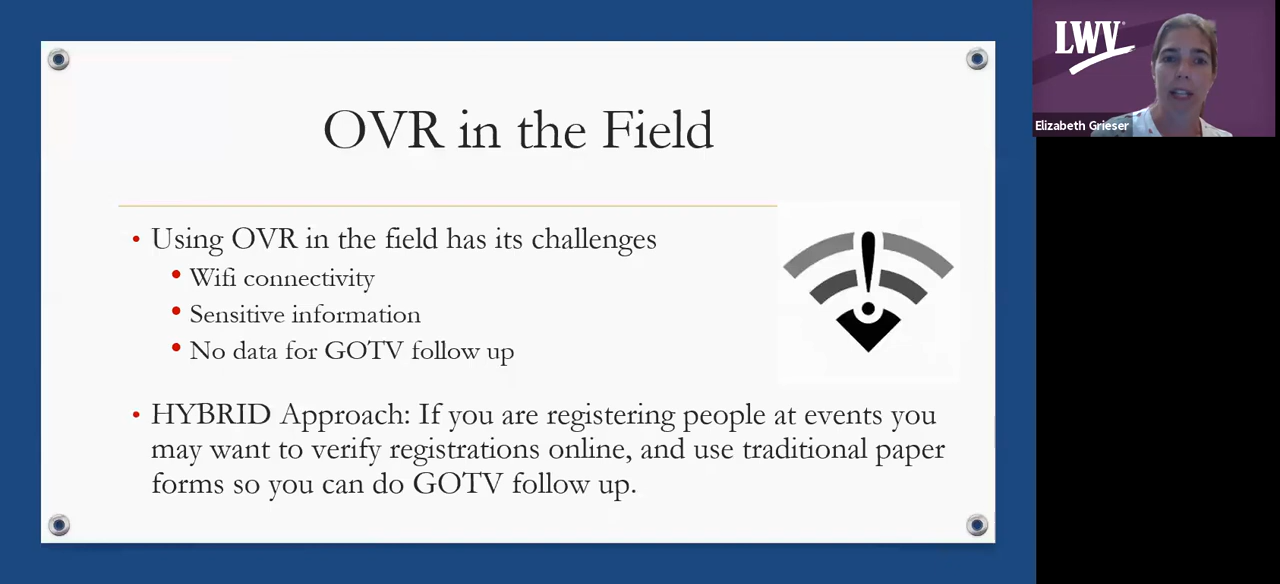 OVR in the Field
• Using OVR in the field has its challenges
• Wifi connectivity
• Sensitive information
• No data for GOTV follow up
• HYBRID Approach: If you are registering people at events you
may want to verify registrations online, and use traditional paper
forms so you can do GOTV follow up.
LWV
Elizabeth Grieser